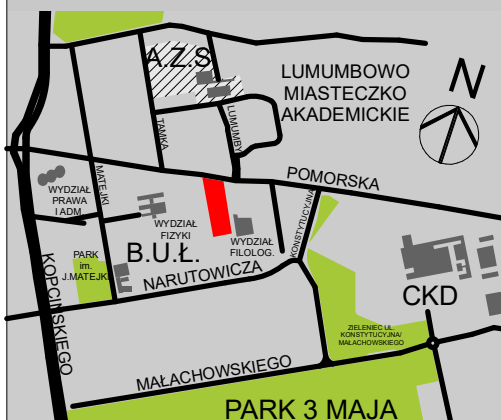 A.Z.S
LUMUMBOWO
MIASTECZKO
AKADEMICKIE
N
TAMKA
LUMUMBY
POMORSKA
MATEJKI
WYDZIAŁ
PRAWA
I ADM
WYDZIAŁ
FIZYKI
WYDZIAŁ
FILOLOG.
KONSTYTUCYJNA
B.U.Ł.
PARK
im.
J.MATEJKI
NARUTOWICZA
KOPCIŃSKIEGO
CKD
ZIELENIEC UL.
KONSTYTUCYJNA/
MAŁACHOWSKIEGO
MAŁACHOWSKIEGO
PARK 3 MAJA